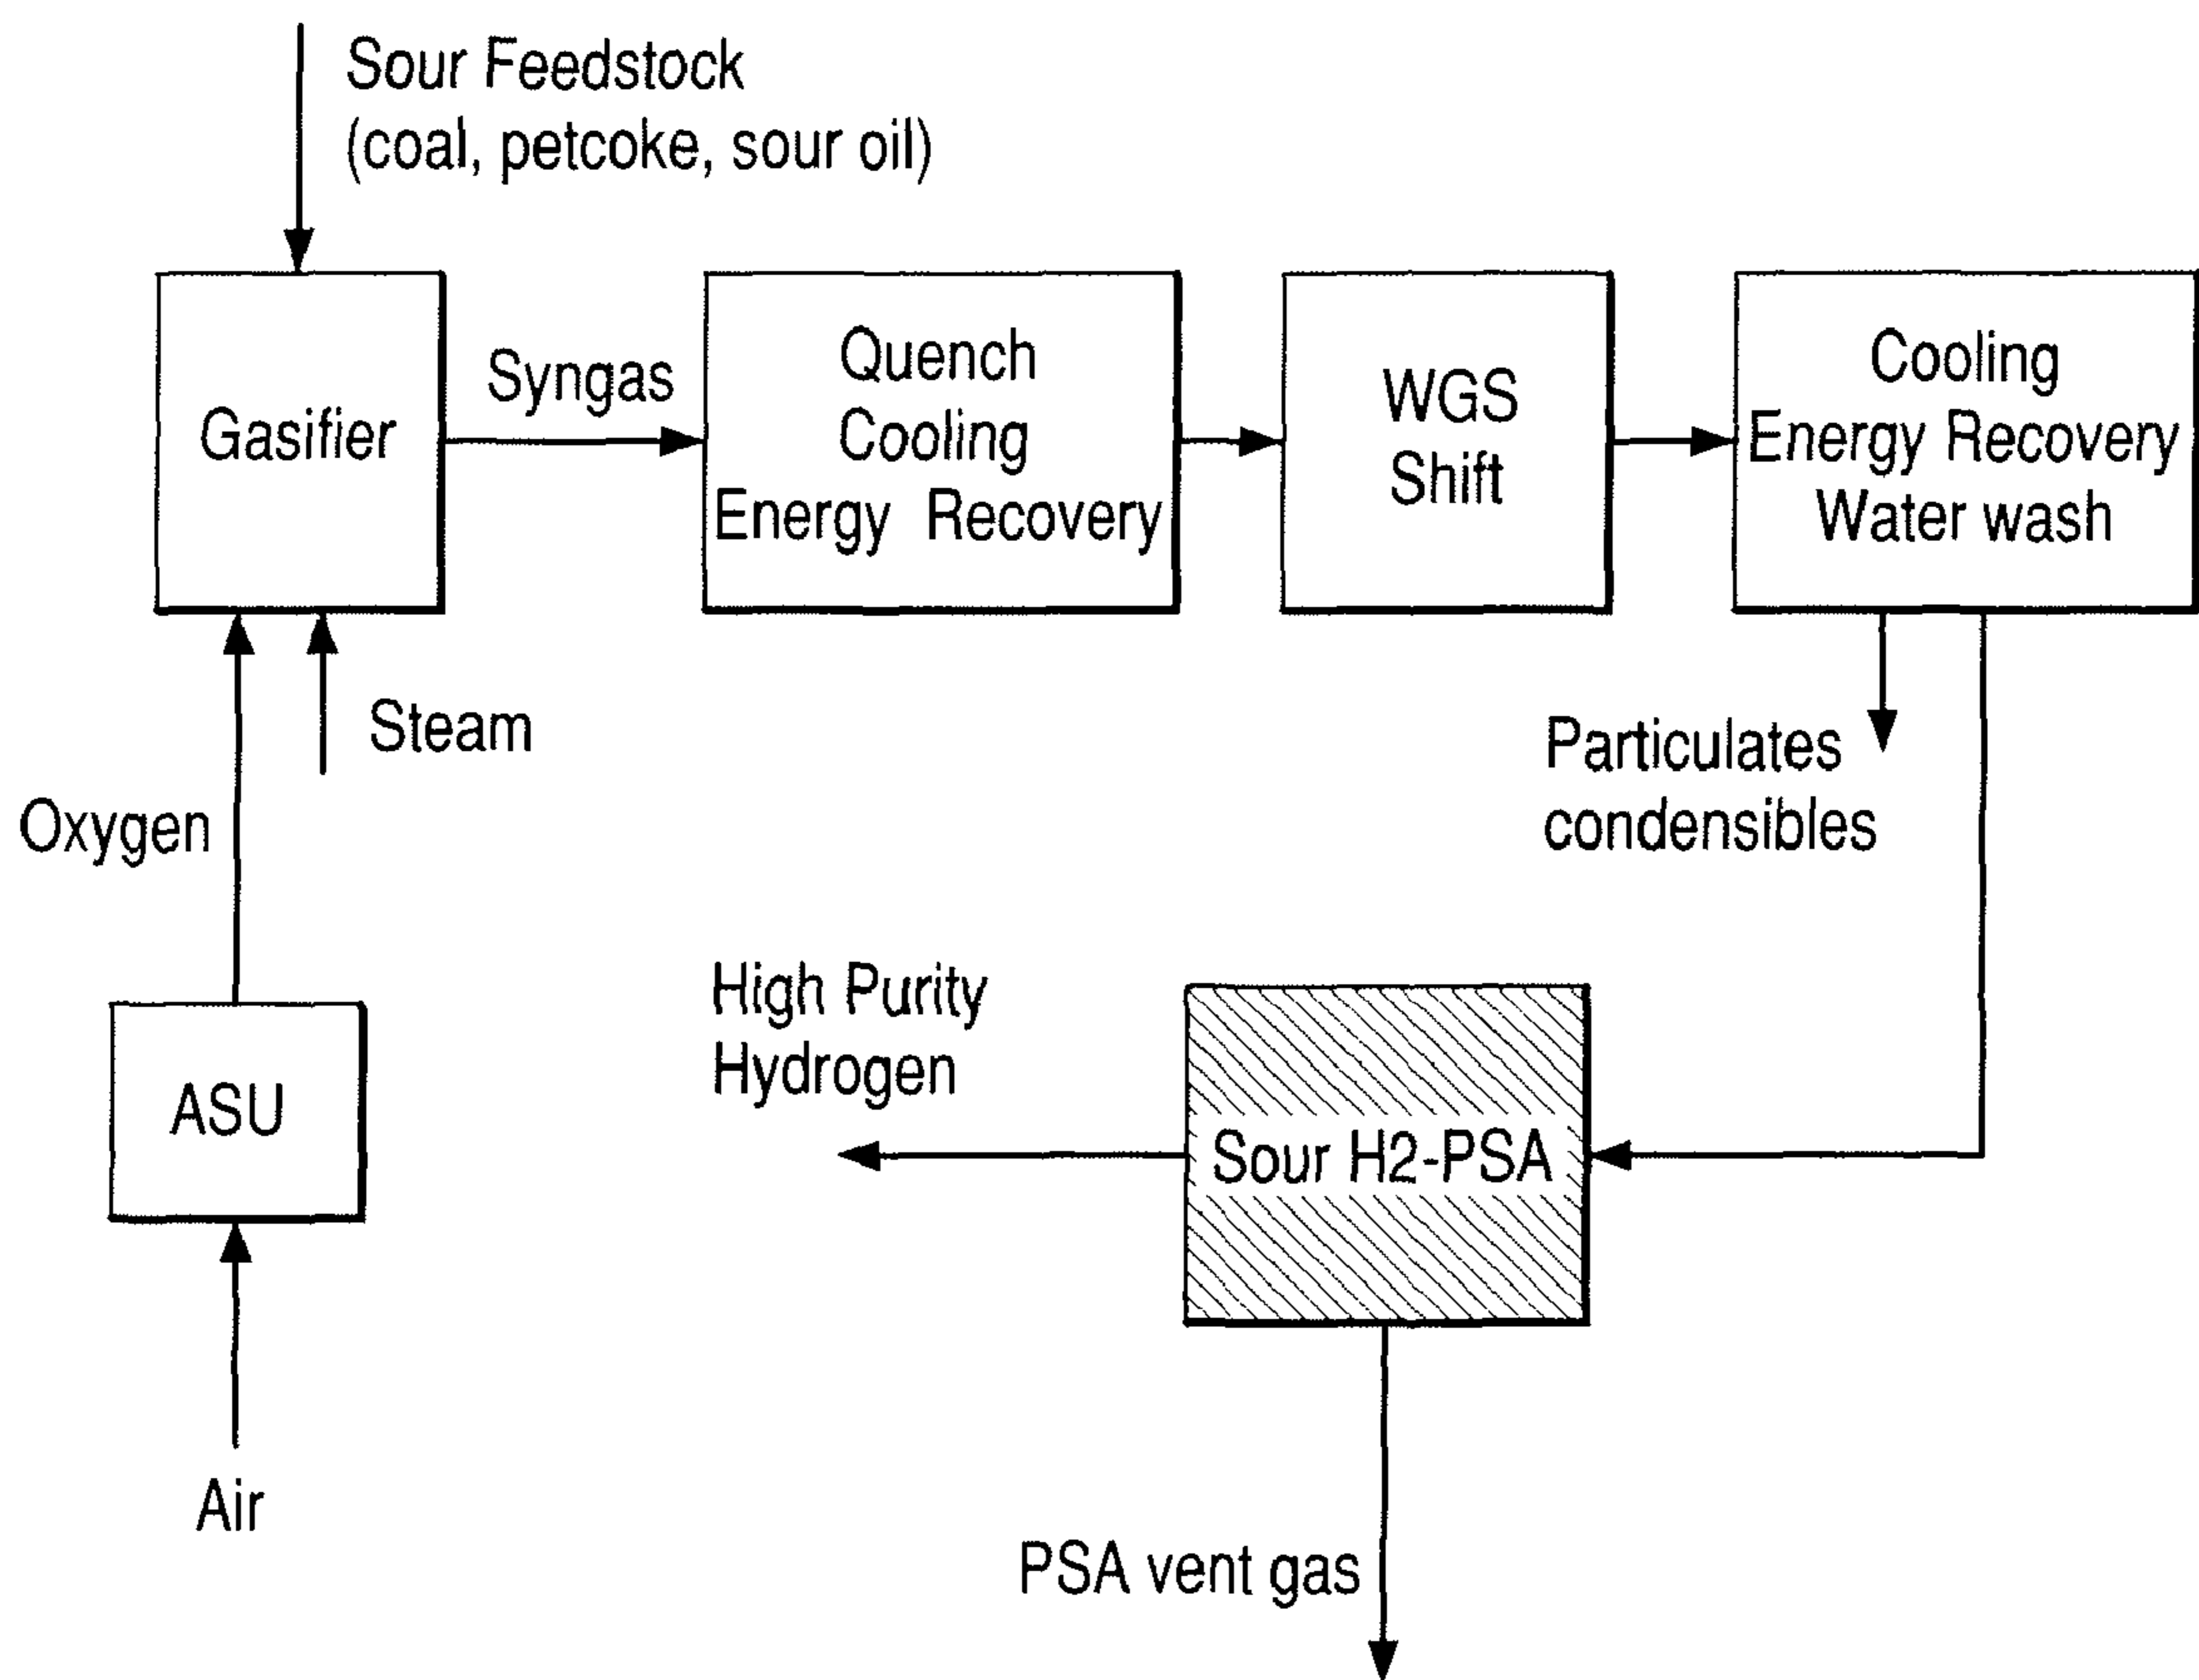 Sour Feedstock
(coal, petcoke, sour oil)
Gasifier
Syngas
Quench
Cooling
Energy Recovery
WGS
Shift
Cooling
Energy Recovery
Water wash
Steam
Oxygen
Particulates
condensibles
High Purity
Hydrogen
Sour H2-PSA
ASU
Air
PSA vent gas